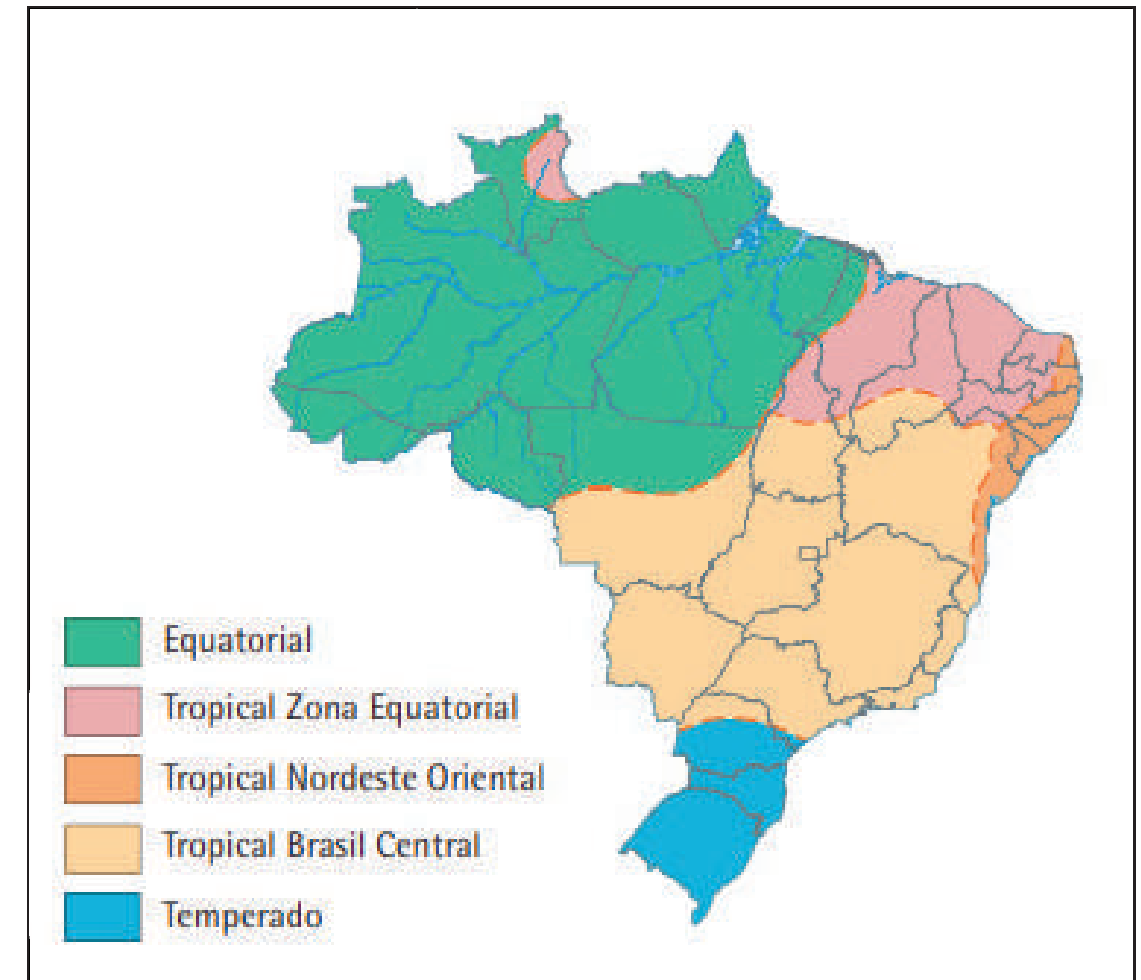 Equatorial
Tropical Zona Equatorial
Tropical Nordeste Oriental
Tropical Brasil Central
Temperado